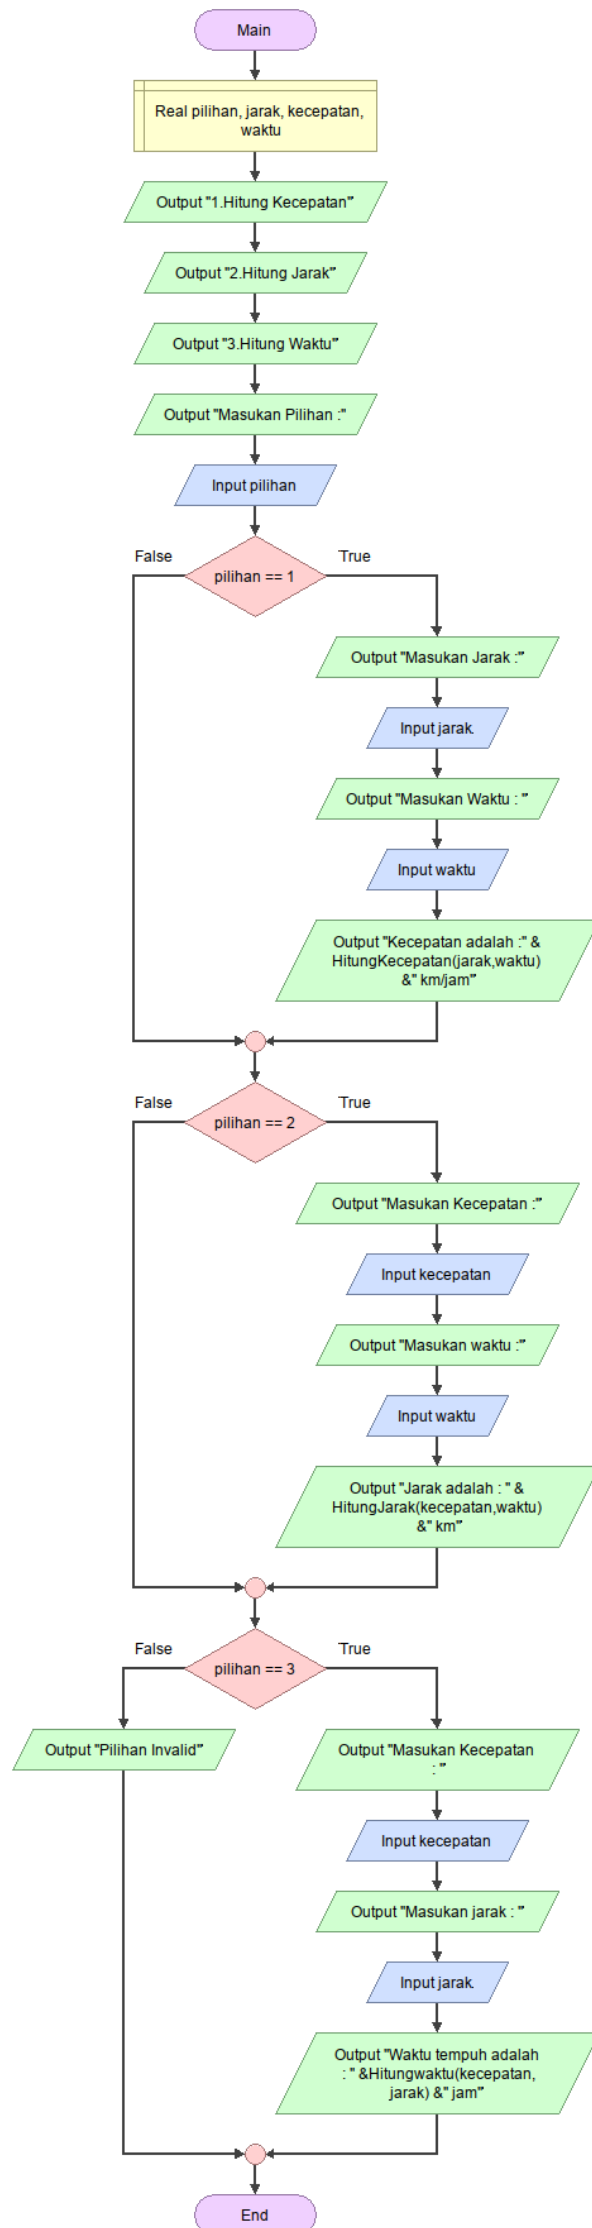 Main
Real pilihan, jarak, kecepatan,
waktu
Output "1.Hitung Kecepatan"
Output "2.Hitung Jarak"
Output "3.Hitung Waktu"
Output "Masukan Pilihan :"
Input pilihan
False
True
pilihan == 1
Output "Masukan Jarak :"
Input jarak
Output "Masukan Waktu : "
Input waktu
Output "Kecepatan adalah :" &
HitungKecepatan(jarak,waktu)
&" km/jam"
False
True
pilihan == 2
Output "Masukan Kecepatan :"
Input kecepatan
Output "Masukan waktu :"
Input waktu
Output "Jarak adalah : " &
HitungJarak(kecepatan,waktu)
&" km"
False
True
pilihan == 3
Output "Pilihan Invalid"
Output "Masukan Kecepatan
: "
Input kecepatan
Output "Masukan jarak : "
Input jarak
Output "Waktu tempuh adalah
: " &Hitungwaktu(kecepatan,
jarak) &" jam"
End